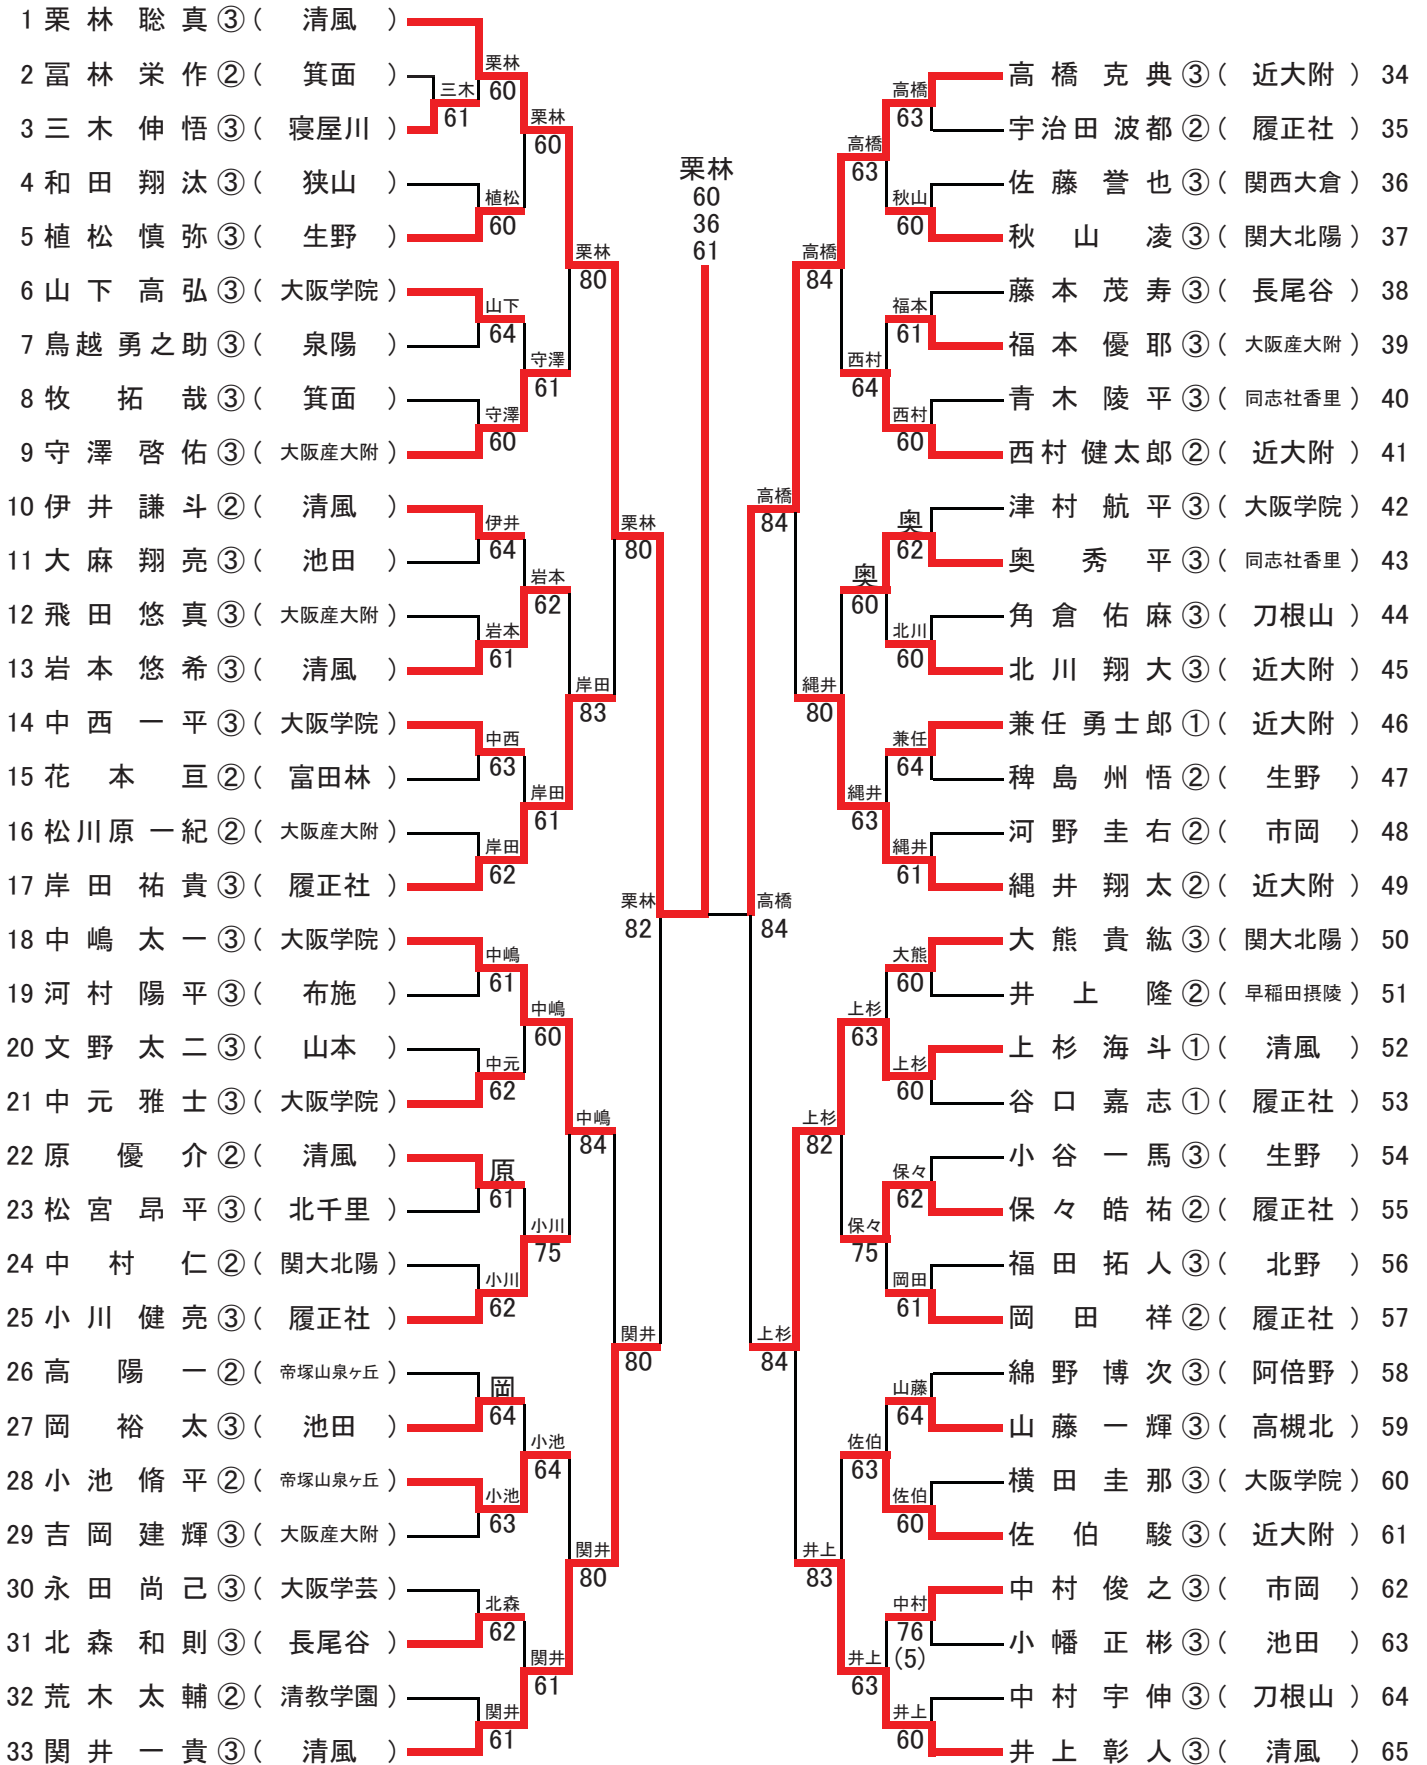 1 栗林 聡真③( 清風 )
2 冨林 栄作②( 箕面 )
3 三木 伸悟③( 寝屋川 )
4 和田 翔汰③( 狭山 )
5 植松 慎弥③( 生野 )
6 山下 高弘③( 大阪学院 )
7 鳥越 勇之助③( 泉陽 )
8 牧 拓哉③( 箕面 )
9 守澤 啓佑③( 大阪産大附 )
10 伊井 謙斗②( 清風 )
11 大麻 翔亮③( 池田 )
12 飛田 悠真③( 大阪産大附 )
13 岩本 悠希③( 清風 )
14 中西 一平③( 大阪学院 )
15 花本 亘②( 富田林 )
16 松川原 一紀②( 大阪産大附 )
17 岸田 祐貴③( 履正社 )
18 中嶋 太一③( 大阪学院 )
19 河村 陽平③( 布施 )
20 文野 太二③( 山本 )
21 中元 雅士③( 大阪学院 )
22 原 優介②( 清風 )
23 松宮 昂平③( 北千里 )
24 中村 仁②( 関大北陽 )
25 小川 健亮③( 履正社 )
26 高 陽一②( 帝塚山泉ヶ丘 )
27 岡 裕太③( 池田 )
28 小池 脩平②( 帝塚山泉ヶ丘 )
29 吉岡 建輝③( 大阪産大附 )
30 永田 尚己③( 大阪学芸 )
31 北森 和則③( 長尾谷 )
32 荒木 太輔②( 清教学園 )
33 関井 一貴③( 清風 )
三木
61
栗林
60
植松
60
山下
64
守澤
60
伊井
64
岩本
61
中西
63
岸田
62
中嶋
61
中元
62
原
61
小川
62
岡
64
小池
63
北森
62
関井
61
栗林
60
守澤
61
岩本
62
岸田
61
中嶋
60
小川
75
小池
64
関井
61
栗林
80
岸田
83
中嶋
84
関井
80
栗林
80
関井
80
栗林
82
栗林
60
36
61
高橋
84
高橋
84
上杉
84
高橋
84
縄井
80
上杉
82
井上
83
高橋
63
西村
64
奥
60
縄井
63
上杉
63
保々
75
佐伯
63
井上
63
高橋
63
秋山
60
福本
61
西村
60
奥
62
北川
60
兼任
64
縄井
61
大熊
60
上杉
60
保々
62
岡田
61
山藤
64
佐伯
60
中村
76
(5)
井上
60
高橋 克典③( 近大附 ) 34
宇治田 波都②( 履正社 ) 35
佐藤 誉也③( 関西大倉 ) 36
秋山 凌③( 関大北陽 ) 37
藤本 茂寿③( 長尾谷 ) 38
福本 優耶③( 大阪産大附 ) 39
青木 陵平③( 同志社香里 ) 40
西村 健太郎②( 近大附 ) 41
津村 航平③( 大阪学院 ) 42
奥 秀平③( 同志社香里 ) 43
角倉 佑麻③( 刀根山 ) 44
北川 翔大③( 近大附 ) 45
兼任 勇士郎①( 近大附 ) 46
稗島 州悟②( 生野 ) 47
河野 圭右②( 市岡 ) 48
縄井 翔太②( 近大附 ) 49
大熊 貴紘③( 関大北陽 ) 50
井上 隆②( 早稲田摂陵 ) 51
上杉 海斗①( 清風 ) 52
谷口 嘉志①( 履正社 ) 53
小谷 一馬③( 生野 ) 54
保々 皓祐②( 履正社 ) 55
福田 拓人③( 北野 ) 56
岡田 祥②( 履正社 ) 57
綿野 博次③( 阿倍野 ) 58
山藤 一輝③( 高槻北 ) 59
横田 圭那③( 大阪学院 ) 60
佐伯 駿③( 近大附 ) 61
中村 俊之③( 市岡 ) 62
小幡 正彬③( 池田 ) 63
中村 宇伸③( 刀根山 ) 64
井上 彰人③( 清風 ) 65